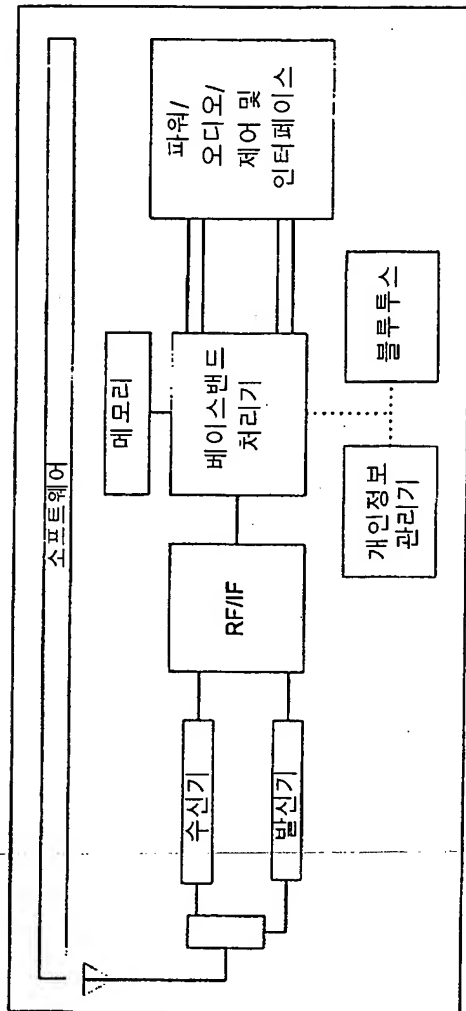 소프트웨어
메모리
수신기
발신기
RF/IF
베이스밴드
처리기
파워/
오디오/
제어 및
인터페이스
개인정보
관리기
블루투스